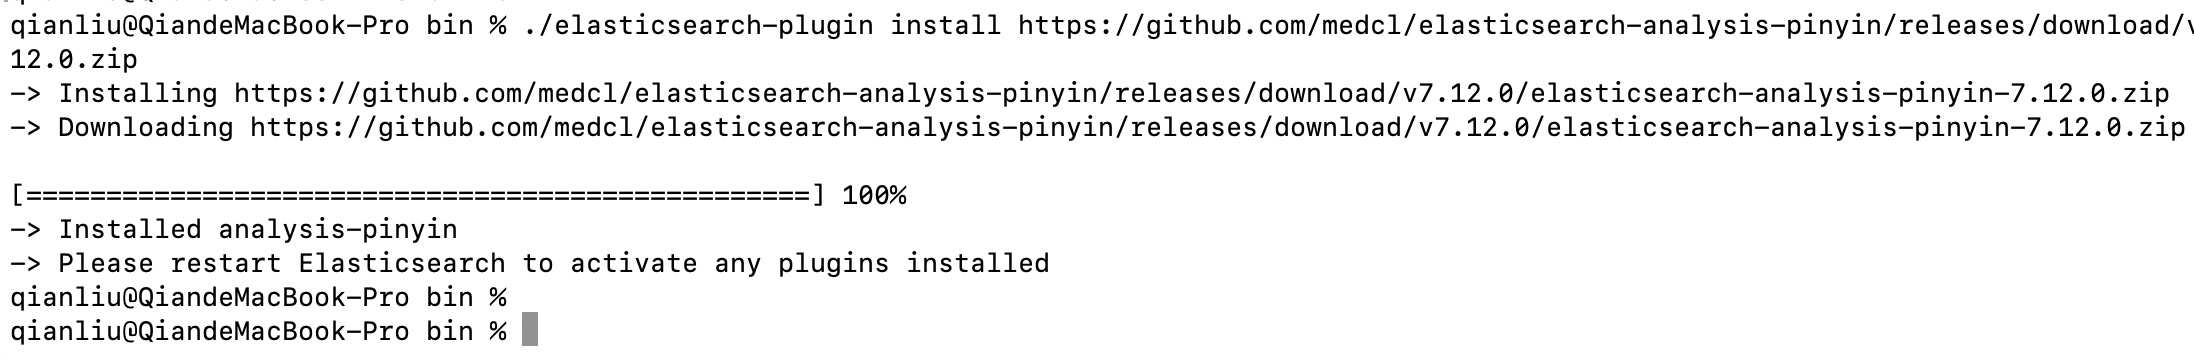 qianliu@QiandeMacBook-Pro bin % ./elasticsearch-plugin install https://github.com/medcl/elasticsearch-analysis-pinyin/releases/download/v
12.0.zip
-> Installing https://github.com/medcl/elasticsearch-analysis-pinyin/releases/download/v7.12.0/elasticsearch-analysis-pinyin-7.12.0.zip
-> Downloading https://github.com/medcl/elasticsearch-analysis-pinyin/releases/download/v7.12.0/elasticsearch-analysis-pinyin-7.12.0.zip
[=================================================] 100%
-> Installed analysis-pinyin
-> Please restart Elasticsearch to activate any plugins installed
qianliu@QiandeMacBook-Pro bin %
qianliu@QiandeMacBook-Pro bin %